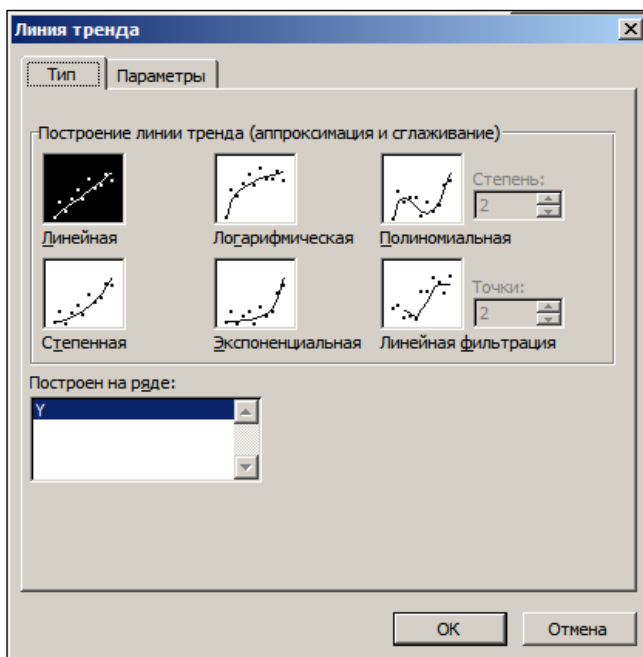 Линия тренда
Тип Параметры
Построение линии тренда (аппроксимация и сглаживание)
Степень:
2
Линейная Логарифмическая Полиномиальная
Точки:
2
Степенная Экспоненциальная Линейная фильтрация
Построен на ряде:
Y
ОК Отмена